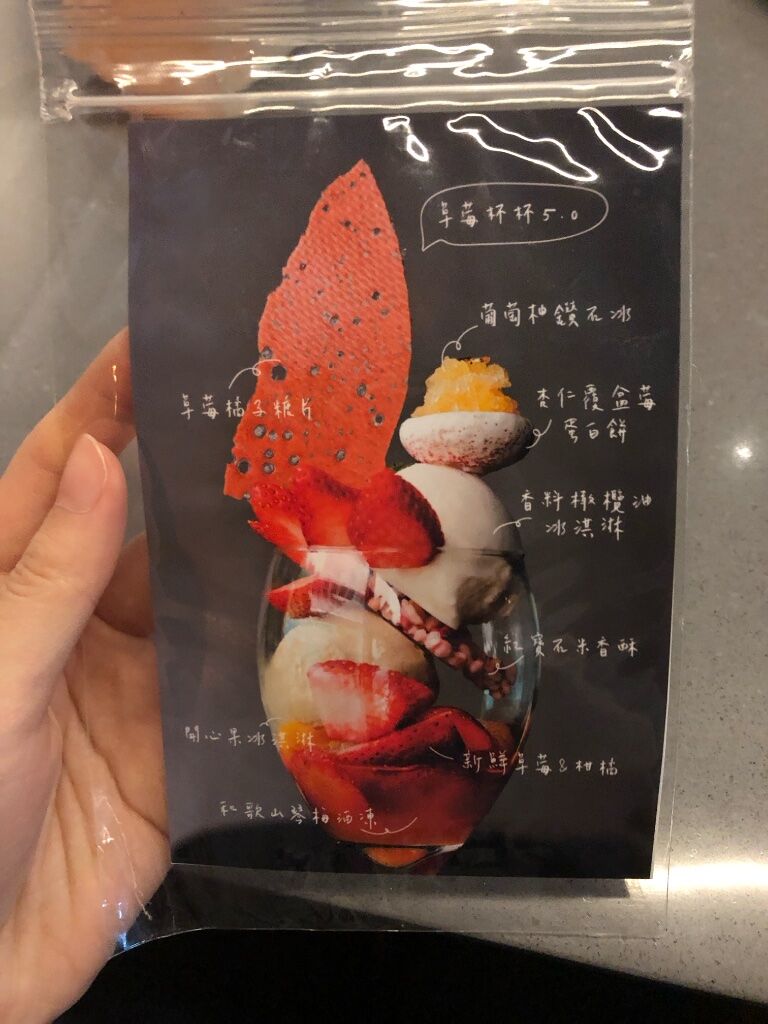 草莓杯杯5.0
葡萄柚鑽石冰
草莓橘子糖片
杏仁覆盆莓
蛋白餅
香料橄欖油
冰淇淋
紅寶石米香酥
開心果冰淇淋
新鮮草莓&柑橘
和歌山琴梅酒凍